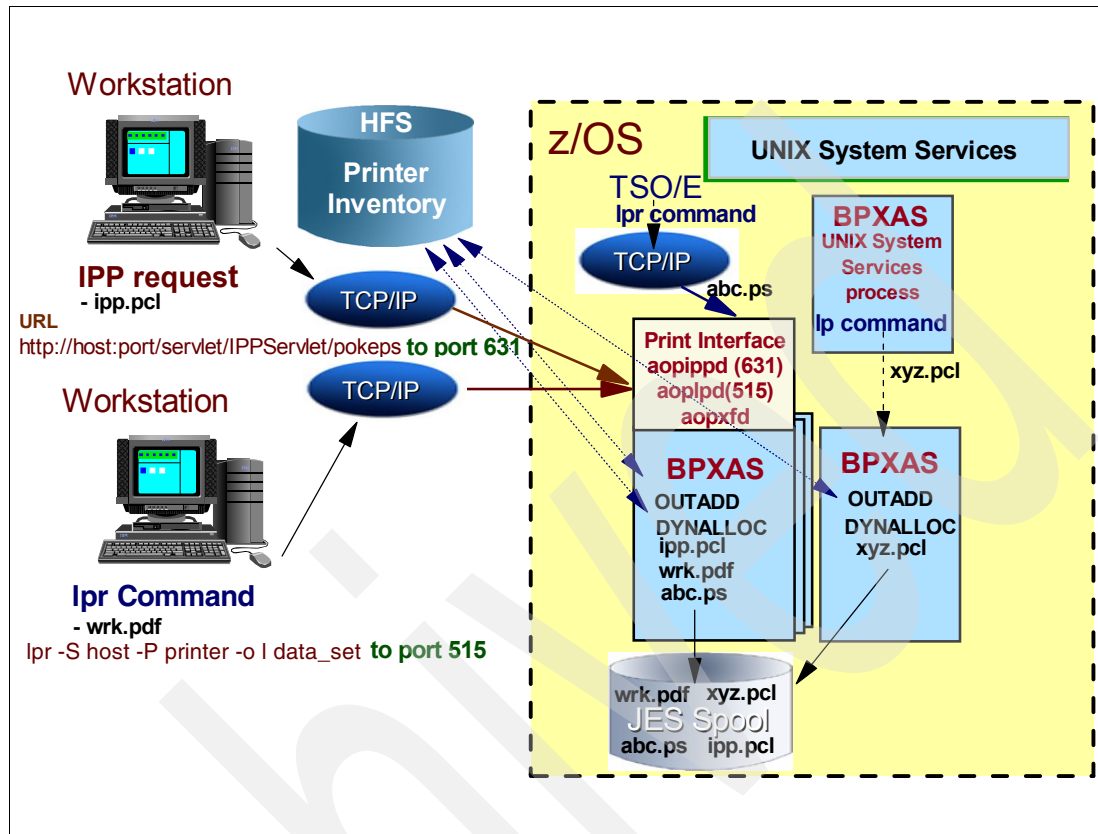 Workstation
IPP request
- ipp.pcl
URL
http://host:port/servlet/IPPServlet/pokeps to port 631
Workstation
lpr Command
- wrk.pdf
lpr -S host -P printer -o l data_set to port 515
HFS
Printer
Inventory
TCP/IP
TCP/IP
z/OS
UNIX System Services
TSO/E
lpr command
TCP/IP
abc.ps
Print Interface
aopippd (631)
aoplpd(515)
aopxfd
BPXAS
OUTADD
DYNALLOC
ipp.pcl
wrk.pdf
abc.ps
BPXAS
UNIX System
Services
process
lp command
xyz.pcl
BPXAS
OUTADD
DYNALLOC
xyz.pcl
wrk.pdf xyz.pcl
JES Spool
abc.ps ipp.pcl